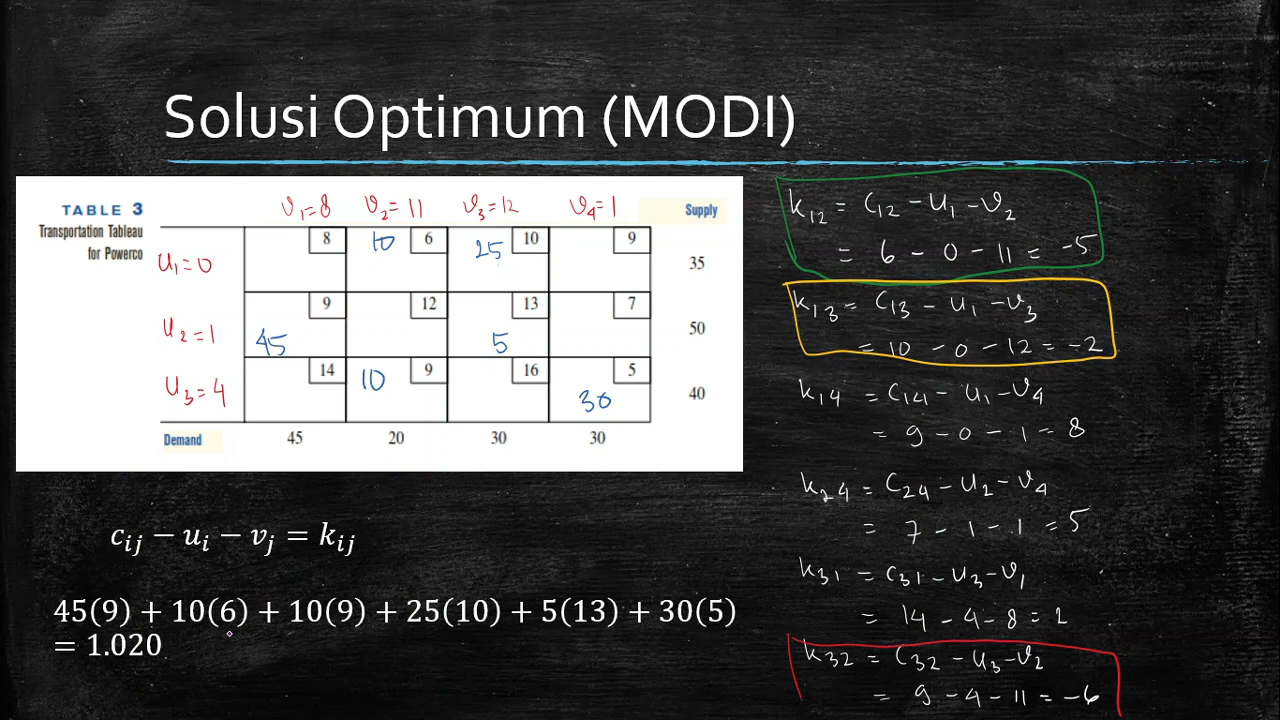 Solusi Optimum (MODI)
TABLE 3
Transportation Tableau
for Powerco
v₁=8 v₂=11 v₃=12 v₄=1 Supply
u₁=0 8 10 6 25 10 9 35
u₂=1 9 12 13 7 50
45 5
u₃=4 14 10 9 16 5 40
30
Demand 45 20 30 30
cᵢⱼ − uᵢ − vⱼ = kᵢⱼ
45(9) + 10(6) + 10(9) + 25(10) + 5(13) + 30(5)
= 1.020
k₁₂ = C₁₂ − u₁ − v₂
= 6 − 0 − 11 = −5
k₁₃ = C₁₃ − u₁ − v₃
= 10 − 0 − 12 = −2
k₁₄ = C₁₄ − u₁ − v₄
= 9 − 0 − 1 = 8
k₂₄ = C₂₄ − u₂ − v₄
= 7 − 1 − 1 = 5
k₃₁ = C₃₁ − u₃ − v₁
= 14 − 4 − 8 = 2
k₃₂ = C₃₂ − u₃ − v₂
= 9 − 4 − 11 = −6